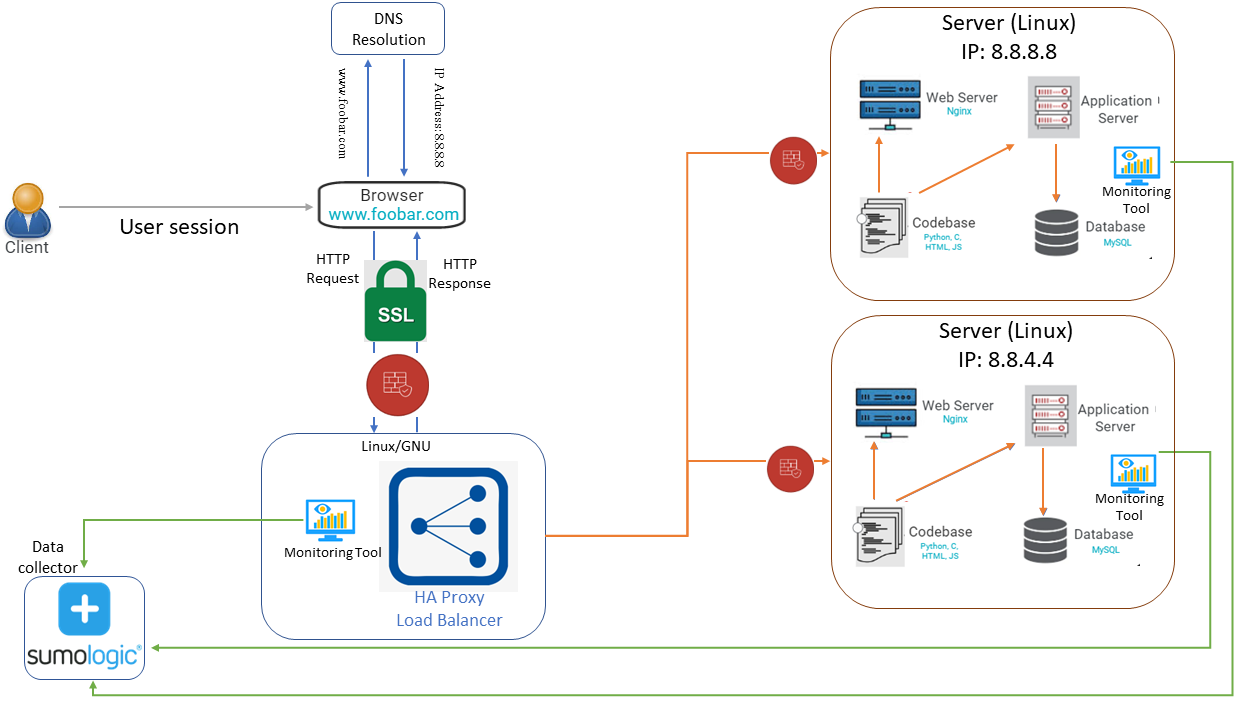 DNS
Resolution
www.foobar.com
IP Address:8.8.8.8
Client
User session
Browser
www.foobar.com
HTTP
Request
HTTP
Response
SSL
Linux/GNU
Monitoring Tool
HA Proxy
Load Balancer
Data
collector
sumologic®
Server (Linux)
IP: 8.8.8.8
Web Server
Nginx
Application
Server
Monitoring
Tool
Codebase
Python, C,
HTML, JS
Database
MySQL
Server (Linux)
IP: 8.8.4.4
Web Server
Nginx
Application
Server
Monitoring
Tool
Codebase
Python, C,
HTML, JS
Database
MySQL